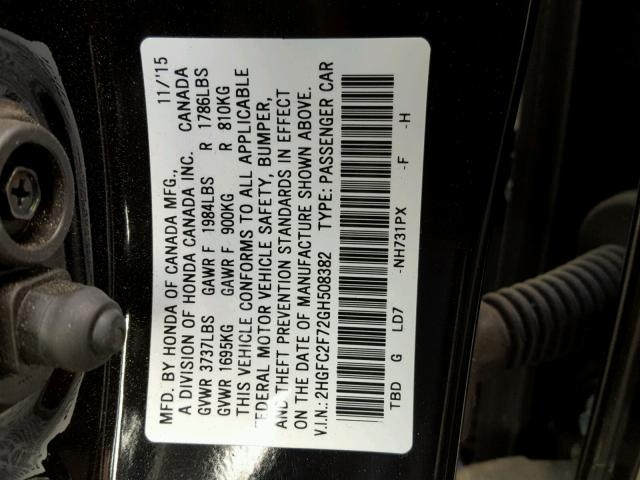 MFD. BY HONDA OF CANADA MFG., 11/'15
A DIVISION OF HONDA CANADA INC. CANADA
GVWR 3737LBS GAWR F 1984LBS R 1786LBS
GVWR 1695KG GAWR F 900KG R 810KG
THIS VEHICLE CONFORMS TO ALL APPLICABLE
FEDERAL MOTOR VEHICLE SAFETY, BUMPER,
AND THEFT PREVENTION STANDARDS IN EFFECT
ON THE DATE OF MANUFACTURE SHOWN ABOVE.
V.I.N.: 2HGFC2F72GH508382 TYPE: PASSENGER CAR
TBD G LD7 -NH731PX -F -H